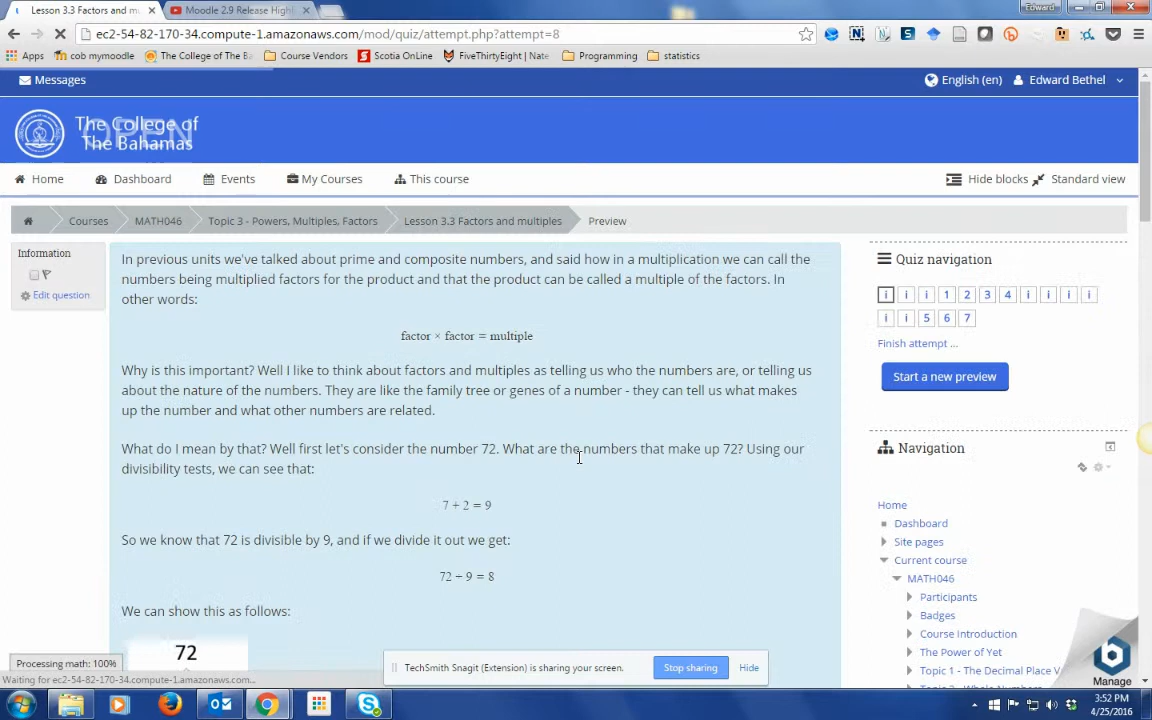 Lesson 3.3 Factors and m
Moodle 2.9 Release High
Edward
ec2-54-82-170-34.compute-1.amazonaws.com/mod/quiz/attempt.php?attempt=8
Apps
cob mymoodle
The College of The B
Course Vendors
Scotia OnLine
FiveThirtyEight | Nate
Programming
statistics
Messages
English (en)
Edward Bethel
The College of
The Bahamas
OPEN
Home
Dashboard
Events
My Courses
This course
Hide blocks
Standard view
Courses
MATH046
Topic 3 - Powers, Multiples, Factors
Lesson 3.3 Factors and multiples
Preview
Information
Edit question
In previous units we've talked about prime and composite numbers, and said how in a multiplication we can call the
numbers being multiplied factors for the product and that the product can be called a multiple of the factors. In
other words:
factor × factor = multiple
Why is this important? Well I like to think about factors and multiples as telling us who the numbers are, or telling us
about the nature of the numbers. They are like the family tree or genes of a number - they can tell us what makes
up the number and what other numbers are related.
What do I mean by that? Well first let's consider the number 72. What are the numbers that make up 72? Using our
divisibility tests, we can see that:
7 + 2 = 9
So we know that 72 is divisible by 9, and if we divide it out we get:
72 ÷ 9 = 8
We can show this as follows:
72
Quiz navigation
i i i 1 2 3 4 i i i i
i i 5 6 7
Finish attempt ...
Start a new preview
Navigation
Home
Dashboard
Site pages
Current course
MATH046
Participants
Badges
Course Introduction
The Power of Yet
Topic 1 - The Decimal Place V
Manage
Processing math: 100%
Waiting for ec2-54-82-170-34.compute-1.amazonaws.com...
TechSmith Snagit (Extension) is sharing your screen.
Stop sharing
Hide
3:52 PM
4/25/2016